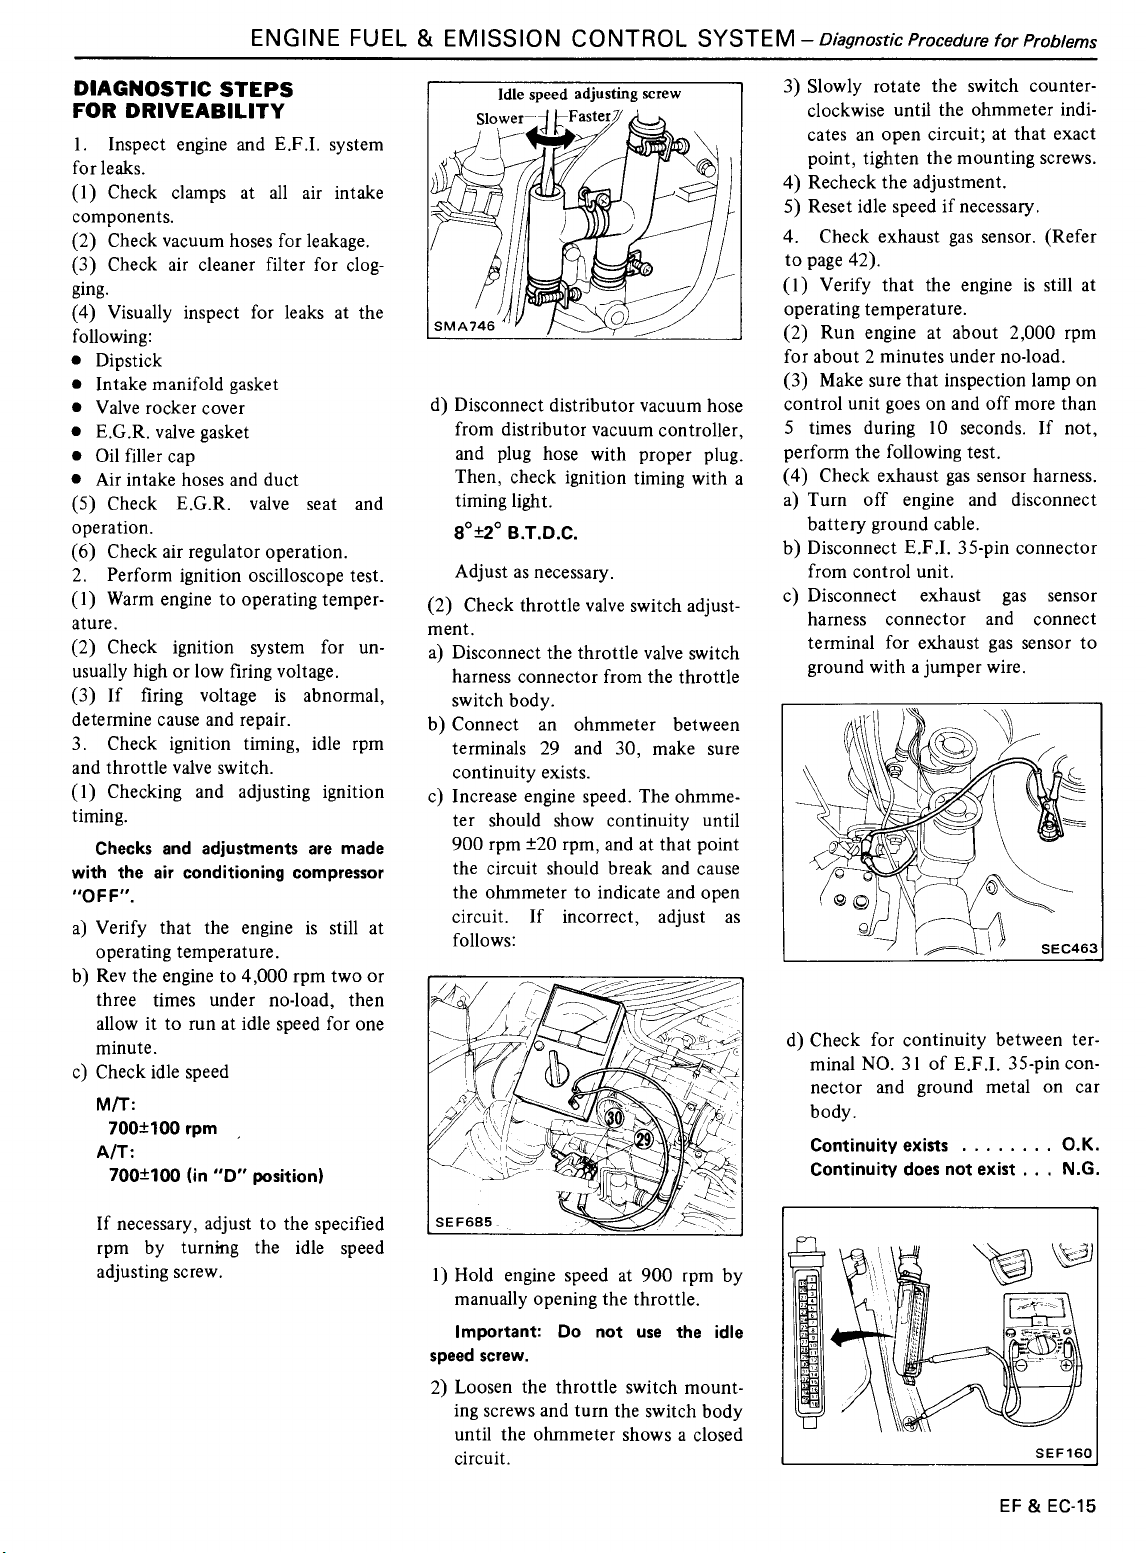 ENGINE FUEL & EMISSION CONTROL SYSTEM – Diagnostic Procedure for Problems
DIAGNOSTIC STEPS
FOR DRIVEABILITY
1. Inspect engine and E.F.I. system
for leaks.
(1) Check clamps at all air intake
components.
(2) Check vacuum hoses for leakage.
(3) Check air cleaner filter for clog-
ging.
(4) Visually inspect for leaks at the
following:
● Dipstick
● Intake manifold gasket
● Valve rocker cover
● E.G.R. valve gasket
● Oil filler cap
● Air intake hoses and duct
(5) Check E.G.R. valve seat and
operation.
(6) Check air regulator operation.
2. Perform ignition oscilloscope test.
(1) Warm engine to operating temper-
ature.
(2) Check ignition system for un-
usually high or low firing voltage.
(3) If firing voltage is abnormal,
determine cause and repair.
3. Check ignition timing, idle rpm
and throttle valve switch.
(1) Checking and adjusting ignition
timing.
Checks and adjustments are made
with the air conditioning compressor
"OFF".
a) Verify that the engine is still at
operating temperature.
b) Rev the engine to 4,000 rpm two or
three times under no-load, then
allow it to run at idle speed for one
minute.
c) Check idle speed
M/T:
700±100 rpm
A/T:
700±100 (in "D" position)
If necessary, adjust to the specified
rpm by turning the idle speed
adjusting screw.
Idle speed adjusting screw
Slower Faster
SMA746
d) Disconnect distributor vacuum hose
from distributor vacuum controller,
and plug hose with proper plug.
Then, check ignition timing with a
timing light.
8°±2° B.T.D.C.
Adjust as necessary.
(2) Check throttle valve switch adjust-
ment.
a) Disconnect the throttle valve switch
harness connector from the throttle
switch body.
b) Connect an ohmmeter between
terminals 29 and 30, make sure
continuity exists.
c) Increase engine speed. The ohmme-
ter should show continuity until
900 rpm ±20 rpm, and at that point
the circuit should break and cause
the ohmmeter to indicate and open
circuit. If incorrect, adjust as
follows:
30
29
SEF685
1) Hold engine speed at 900 rpm by
manually opening the throttle.
Important: Do not use the idle
speed screw.
2) Loosen the throttle switch mount-
ing screws and turn the switch body
until the ohmmeter shows a closed
circuit.
3) Slowly rotate the switch counter-
clockwise until the ohmmeter indi-
cates an open circuit; at that exact
point, tighten the mounting screws.
4) Recheck the adjustment.
5) Reset idle speed if necessary.
4. Check exhaust gas sensor. (Refer
to page 42).
(1) Verify that the engine is still at
operating temperature.
(2) Run engine at about 2,000 rpm
for about 2 minutes under no-load.
(3) Make sure that inspection lamp on
control unit goes on and off more than
5 times during 10 seconds. If not,
perform the following test.
(4) Check exhaust gas sensor harness.
a) Turn off engine and disconnect
battery ground cable.
b) Disconnect E.F.I. 35-pin connector
from control unit.
c) Disconnect exhaust gas sensor
harness connector and connect
terminal for exhaust gas sensor to
ground with a jumper wire.
SEC463
d) Check for continuity between ter-
minal NO. 31 of E.F.I. 35-pin con-
nector and ground metal on car
body.
Continuity exists . . . . . . . . O.K.
Continuity does not exist . . . N.G.
SEF160
EF & EC-15